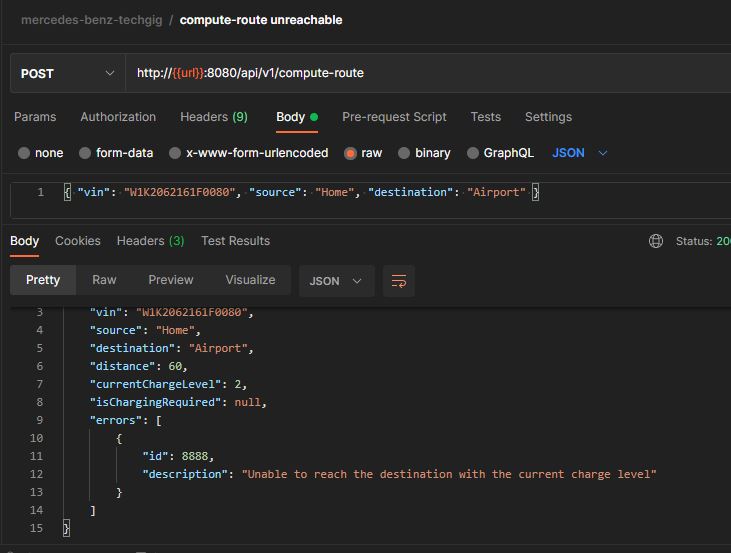 mercedes-benz-techgig / compute-route unreachable
POST http://{{url}}:8080/api/v1/compute-route
Params Authorization Headers (9) Body Pre-request Script Tests Settings
none form-data x-www-form-urlencoded raw binary GraphQL JSON
1 { "vin": "W1K2062161F0080", "source": "Home", "destination": "Airport" }
Body Cookies Headers (3) Test Results Status: 200
Pretty Raw Preview Visualize JSON
3 "vin": "W1K2062161F0080",
4 "source": "Home",
5 "destination": "Airport",
6 "distance": 60,
7 "currentChargeLevel": 2,
8 "isChargingRequired": null,
9 "errors": [
10 {
11 "id": 8888,
12 "description": "Unable to reach the destination with the current charge level"
13 }
14 ]
15 }